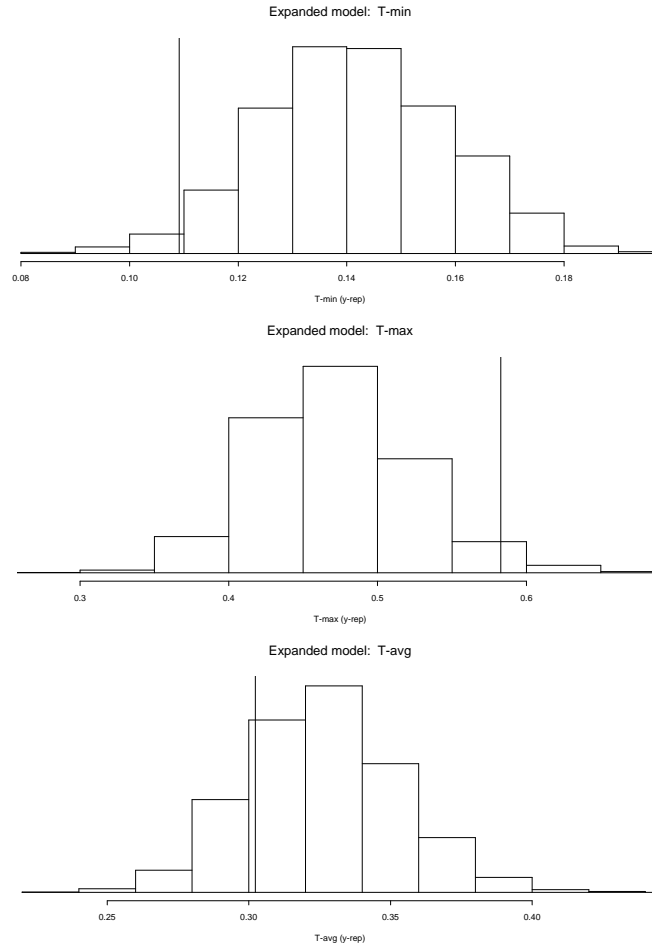 Expanded model:  T-min
0.08 0.10 0.12 0.14 0.16 0.18
T-min (y-rep)
Expanded model:  T-max
0.3 0.4 0.5 0.6
T-max (y-rep)
Expanded model:  T-avg
0.25 0.30 0.35 0.40
T-avg (y-rep)